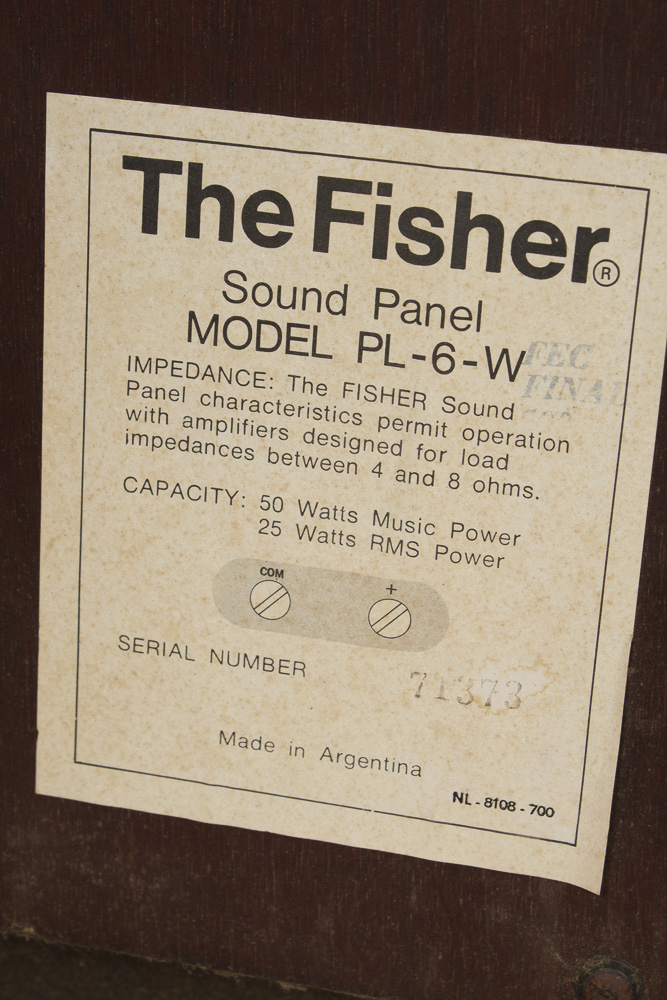 The Fisher®
Sound Panel
MODEL PL-6-W
FEC
FINAL
IMPEDANCE: The FISHER Sound
Panel characteristics permit operation
with amplifiers designed for load
impedances between 4 and 8 ohms.
CAPACITY: 50 Watts Music Power
25 Watts RMS Power
COM +
SERIAL NUMBER 71373
Made in Argentina
NL-8108-700